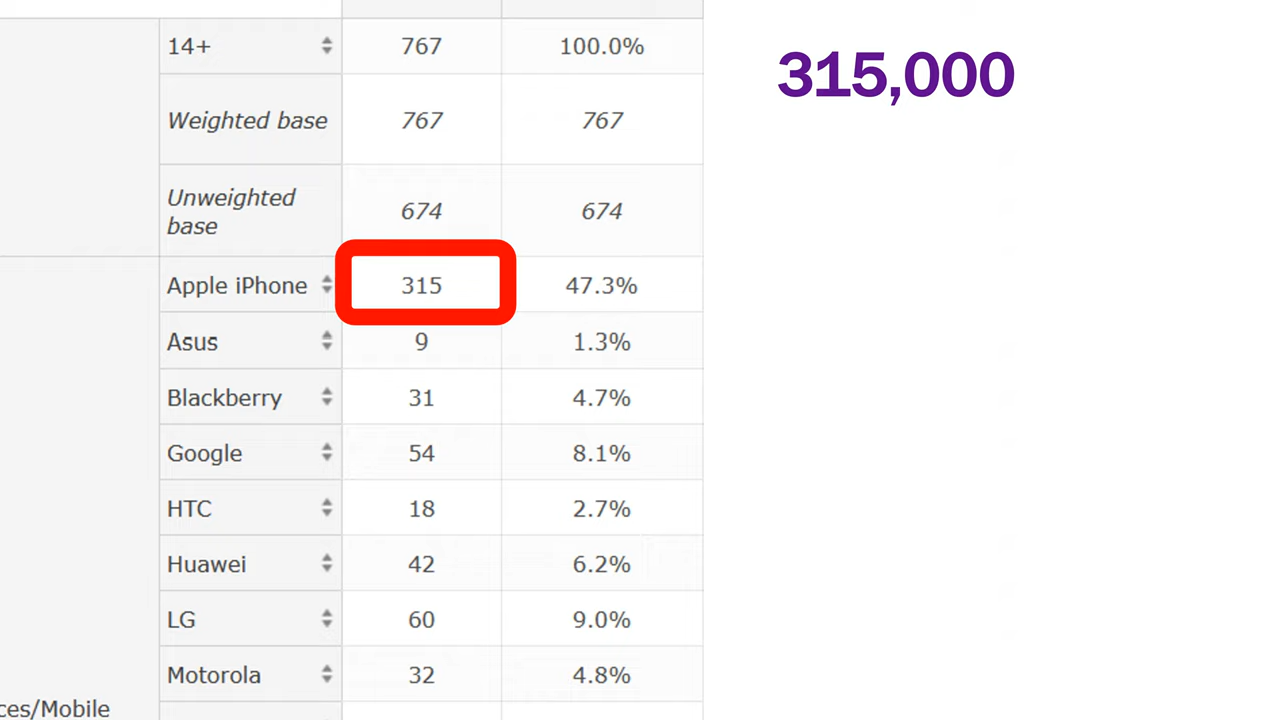 14+ 767 100.0%
315,000
Weighted base 767 767
Unweighted
base 674 674
Apple iPhone 315 47.3%
Asus 9 1.3%
Blackberry 31 4.7%
Google 54 8.1%
HTC 18 2.7%
Huawei 42 6.2%
LG 60 9.0%
Motorola 32 4.8%
ces/Mobile